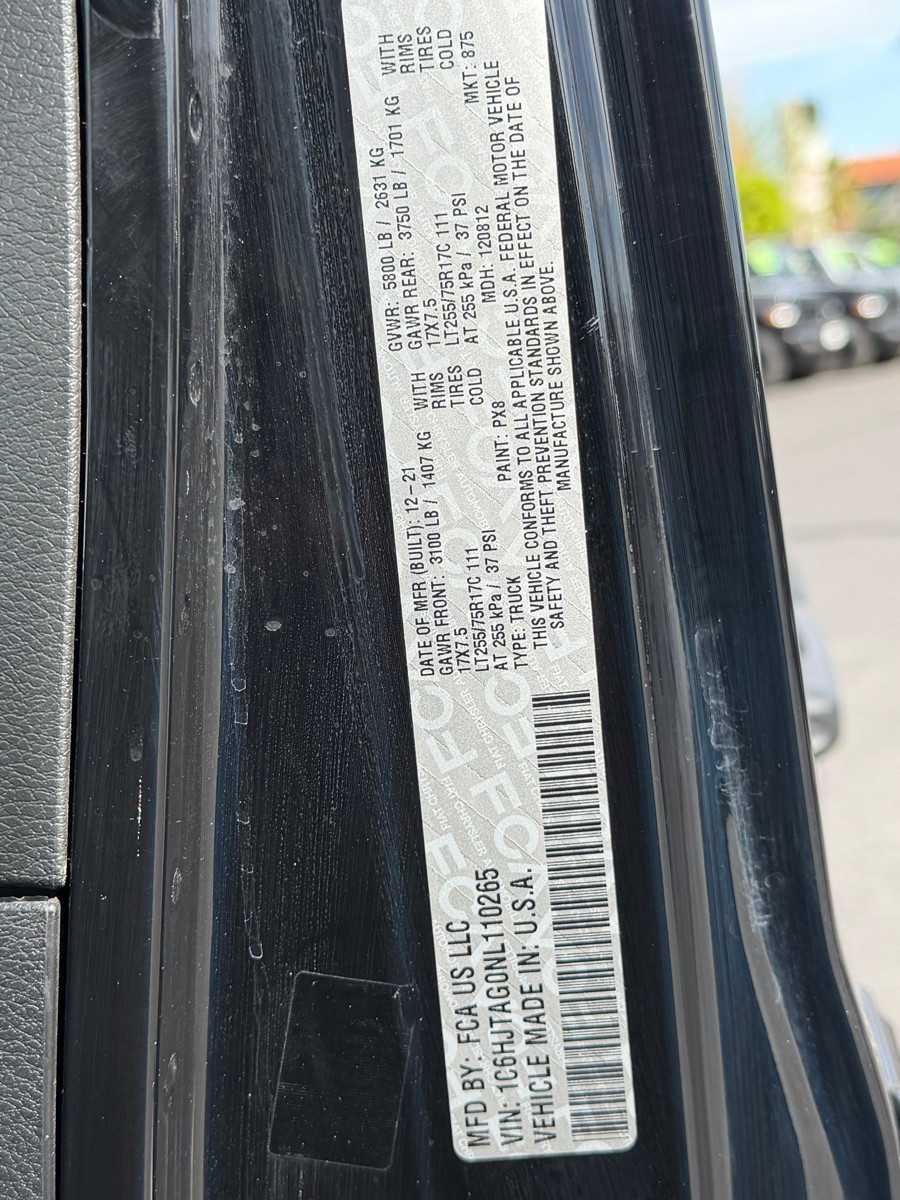 MFD BY: FCA US LLC
VIN: 1C6HJTAG0NL110265
VEHICLE MADE IN: U.S.A.
DATE OF MFR (BUILT): 12-21 GVWR: 5800 LB / 2631 KG
GAWR FRONT: 3100 LB / 1407 KG WITH GAWR REAR: 3750 LB / 1701 KG WITH
17X7.5 RIMS 17X7.5 RIMS
LT255/75R17C 111 TIRES LT255/75R17C 111 TIRES
AT 255 kPa / 37 PSI COLD AT 255 kPa / 37 PSI COLD
TYPE: TRUCK PAINT: PX8 MDH: 120812 MKT: 875
THIS VEHICLE CONFORMS TO ALL APPLICABLE U.S.A. FEDERAL MOTOR VEHICLE
SAFETY AND THEFT PREVENTION STANDARDS IN EFFECT ON THE DATE OF
MANUFACTURE SHOWN ABOVE.